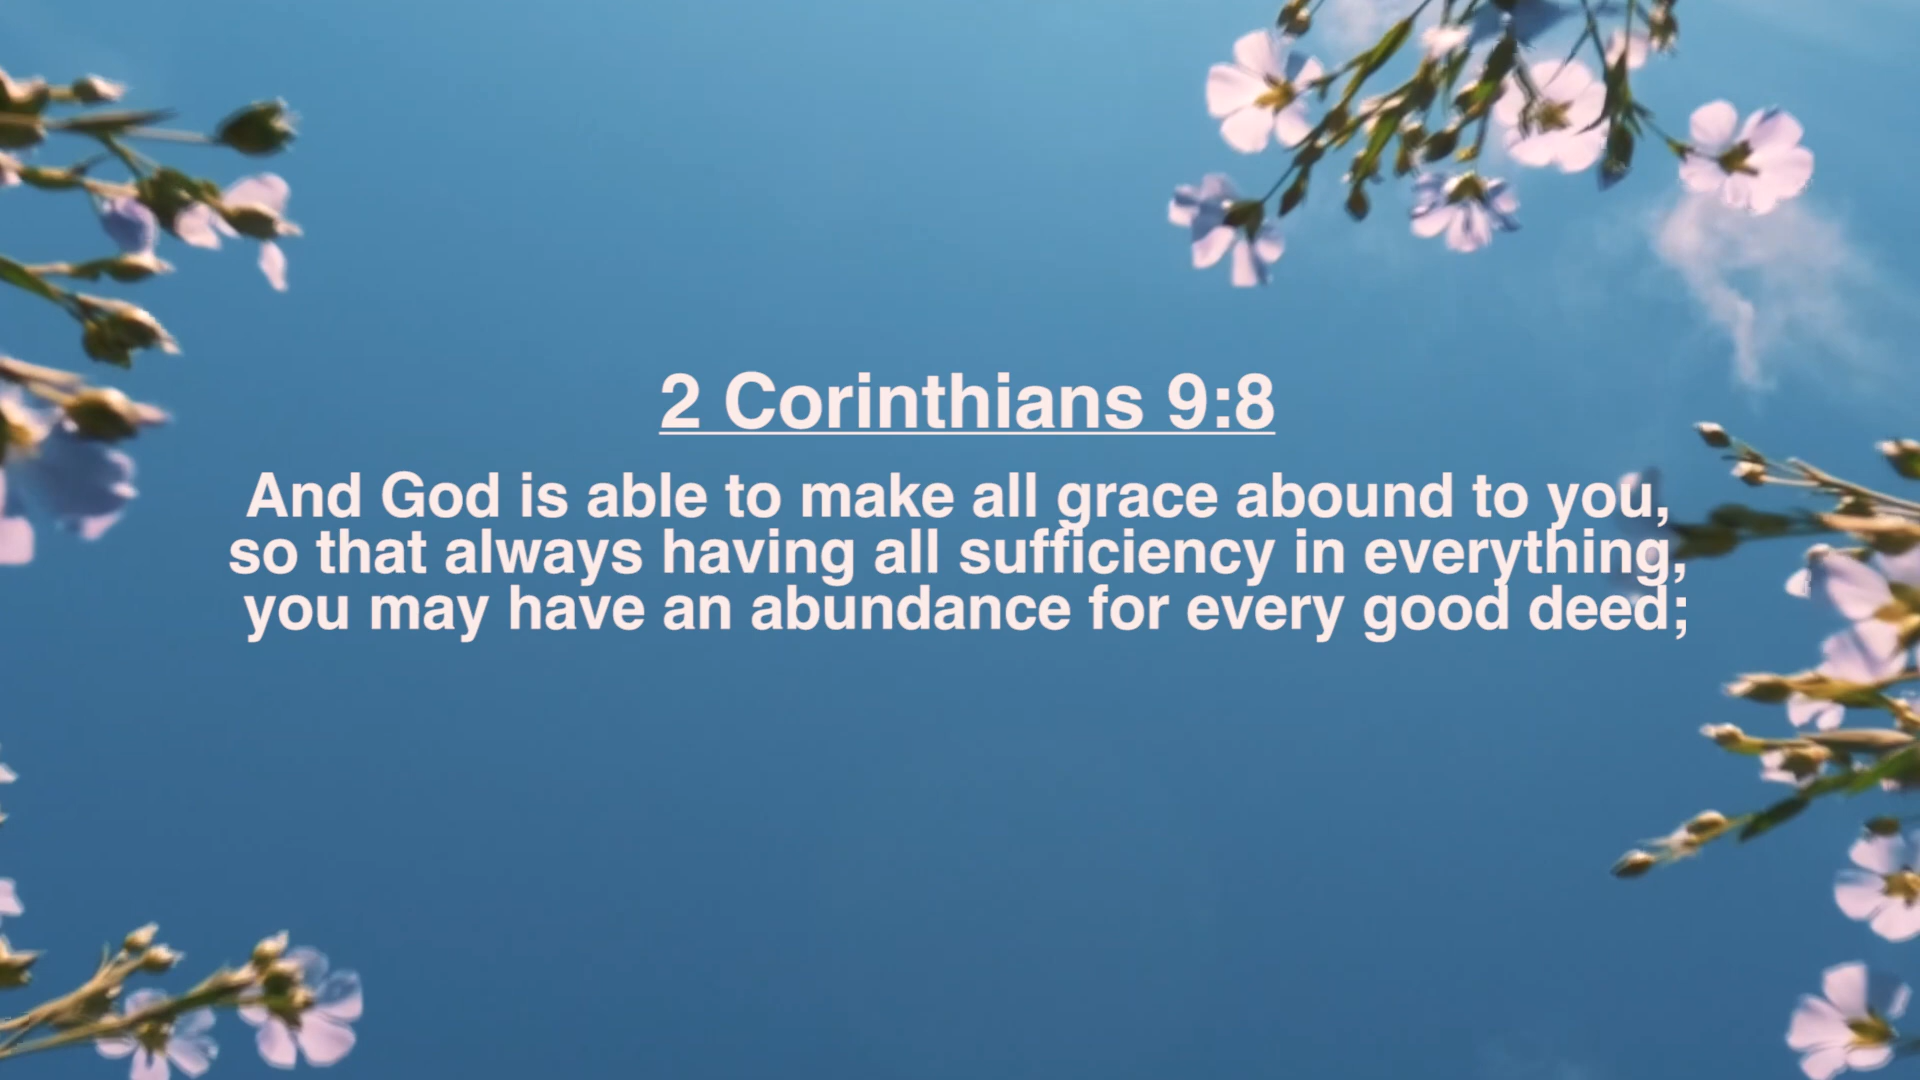 2 Corinthians 9:8
And God is able to make all grace abound to you,
so that always having all sufficiency in everything,
you may have an abundance for every good deed;